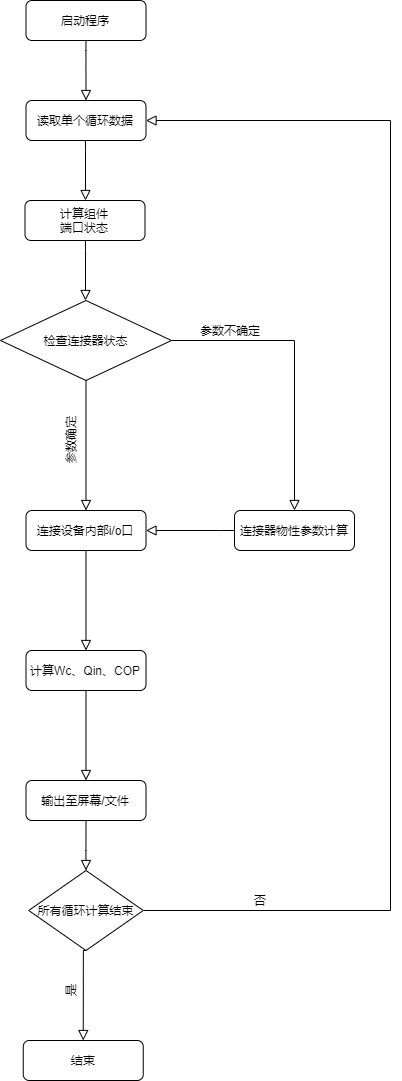 启动程序
读取单个循环数据
计算组件
端口状态
检查连接器状态
参数不确定
参数确定
连接设备内部i/o口
连接器物性参数计算
计算Wc、Qin、COP
输出至屏幕/文件
所有循环计算结束
否
是
结束